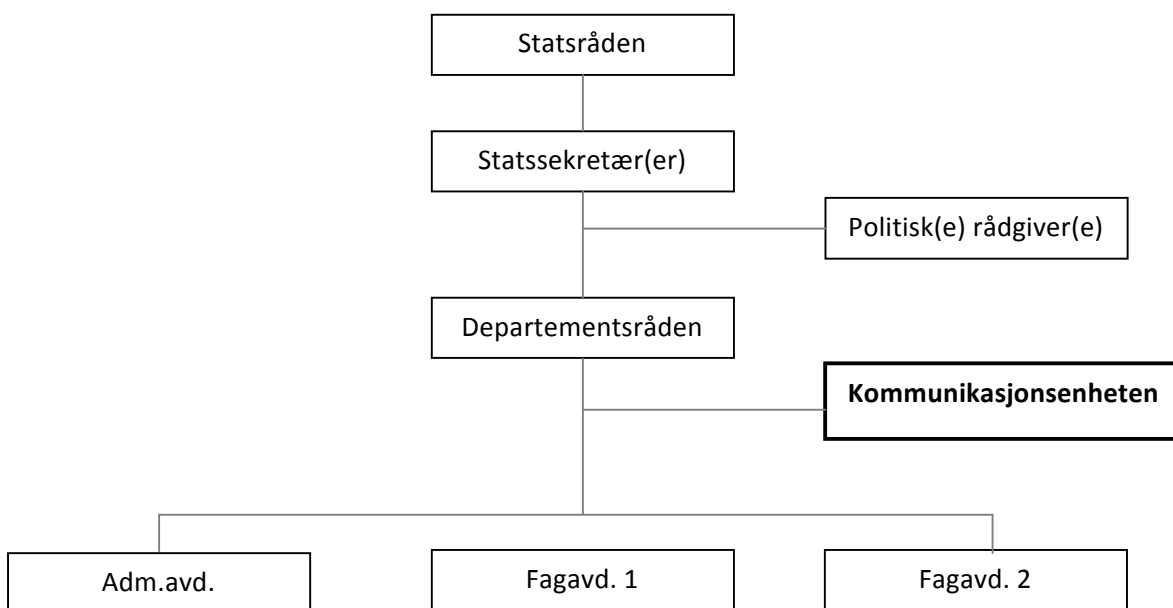 Statsråden
Statssekretær(er)
Politisk(e) rådgiver(e)
Departementsråden
Kommunikasjonsenheten
Adm.avd.
Fagavd. 1
Fagavd. 2